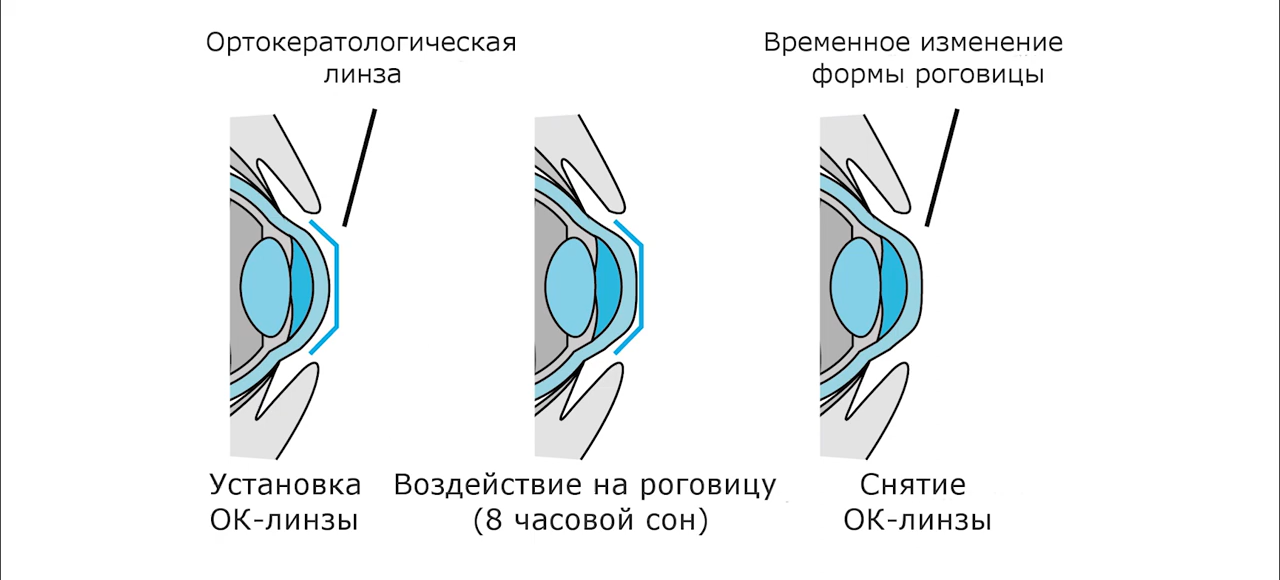 Ортокератологическая
линза
Временное изменение
формы роговицы
Установка
ОК-линзы
Воздействие на роговицу
(8 часовой сон)
Снятие
ОК-линзы